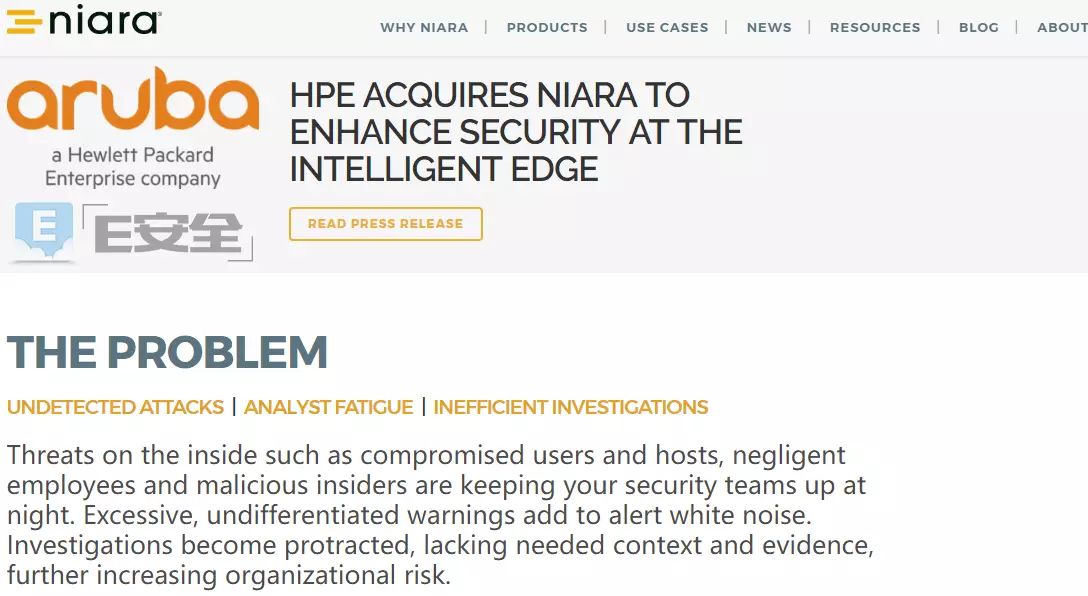 niara
WHY NIARA | PRODUCTS | USE CASES | NEWS | RESOURCES | BLOG | ABOUT
aruba
a Hewlett Packard
Enterprise company
E E安全
HPE ACQUIRES NIARA TO
ENHANCE SECURITY AT THE
INTELLIGENT EDGE
READ PRESS RELEASE
THE PROBLEM
UNDETECTED ATTACKS | ANALYST FATIGUE | INEFFICIENT INVESTIGATIONS
Threats on the inside such as compromised users and hosts, negligent
employees and malicious insiders are keeping your security teams up at
night. Excessive, undifferentiated warnings add to alert white noise.
Investigations become protracted, lacking needed context and evidence,
further increasing organizational risk.